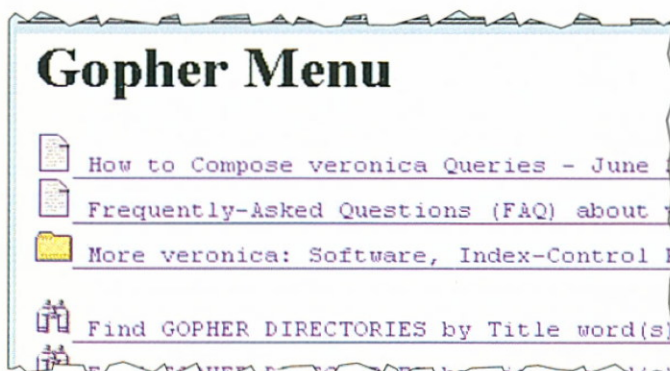 Gopher Menu
How to Compose veronica Queries - June
Frequently-Asked Questions (FAQ) about
More veronica: Software, Index-Control
Find GOPHER DIRECTORIES by Title word(s)